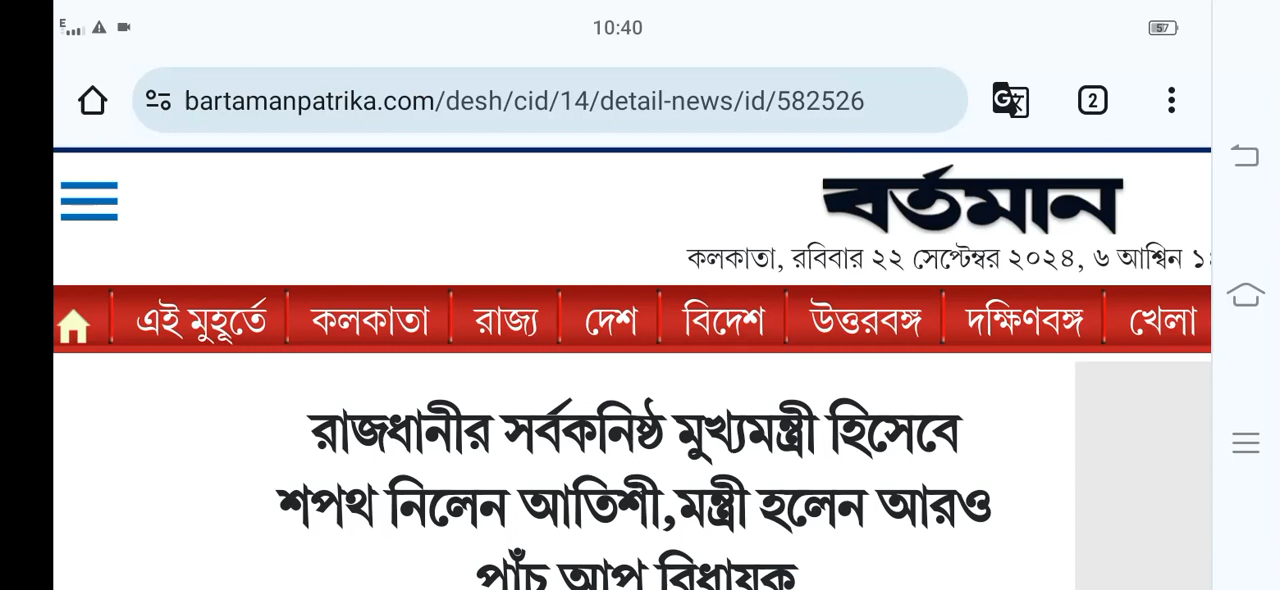 E
10:40
57
bartamanpatrika.com/desh/cid/14/detail-news/id/582526
2
বর্তমান
কলকাতা, রবিবার ২২ সেপ্টেম্বর ২০২৪, ৬ আশ্বিন
এই মুহূর্তে কলকাতা রাজ্য দেশ বিদেশ উত্তরবঙ্গ দক্ষিণবঙ্গ খেলা
রাজধানীর সর্বকনিষ্ঠ মুখ্যমন্ত্রী হিসেবে
শপথ নিলেন আতিশী,মন্ত্রী হলেন আরও
পাঁচ আপ বিধায়ক